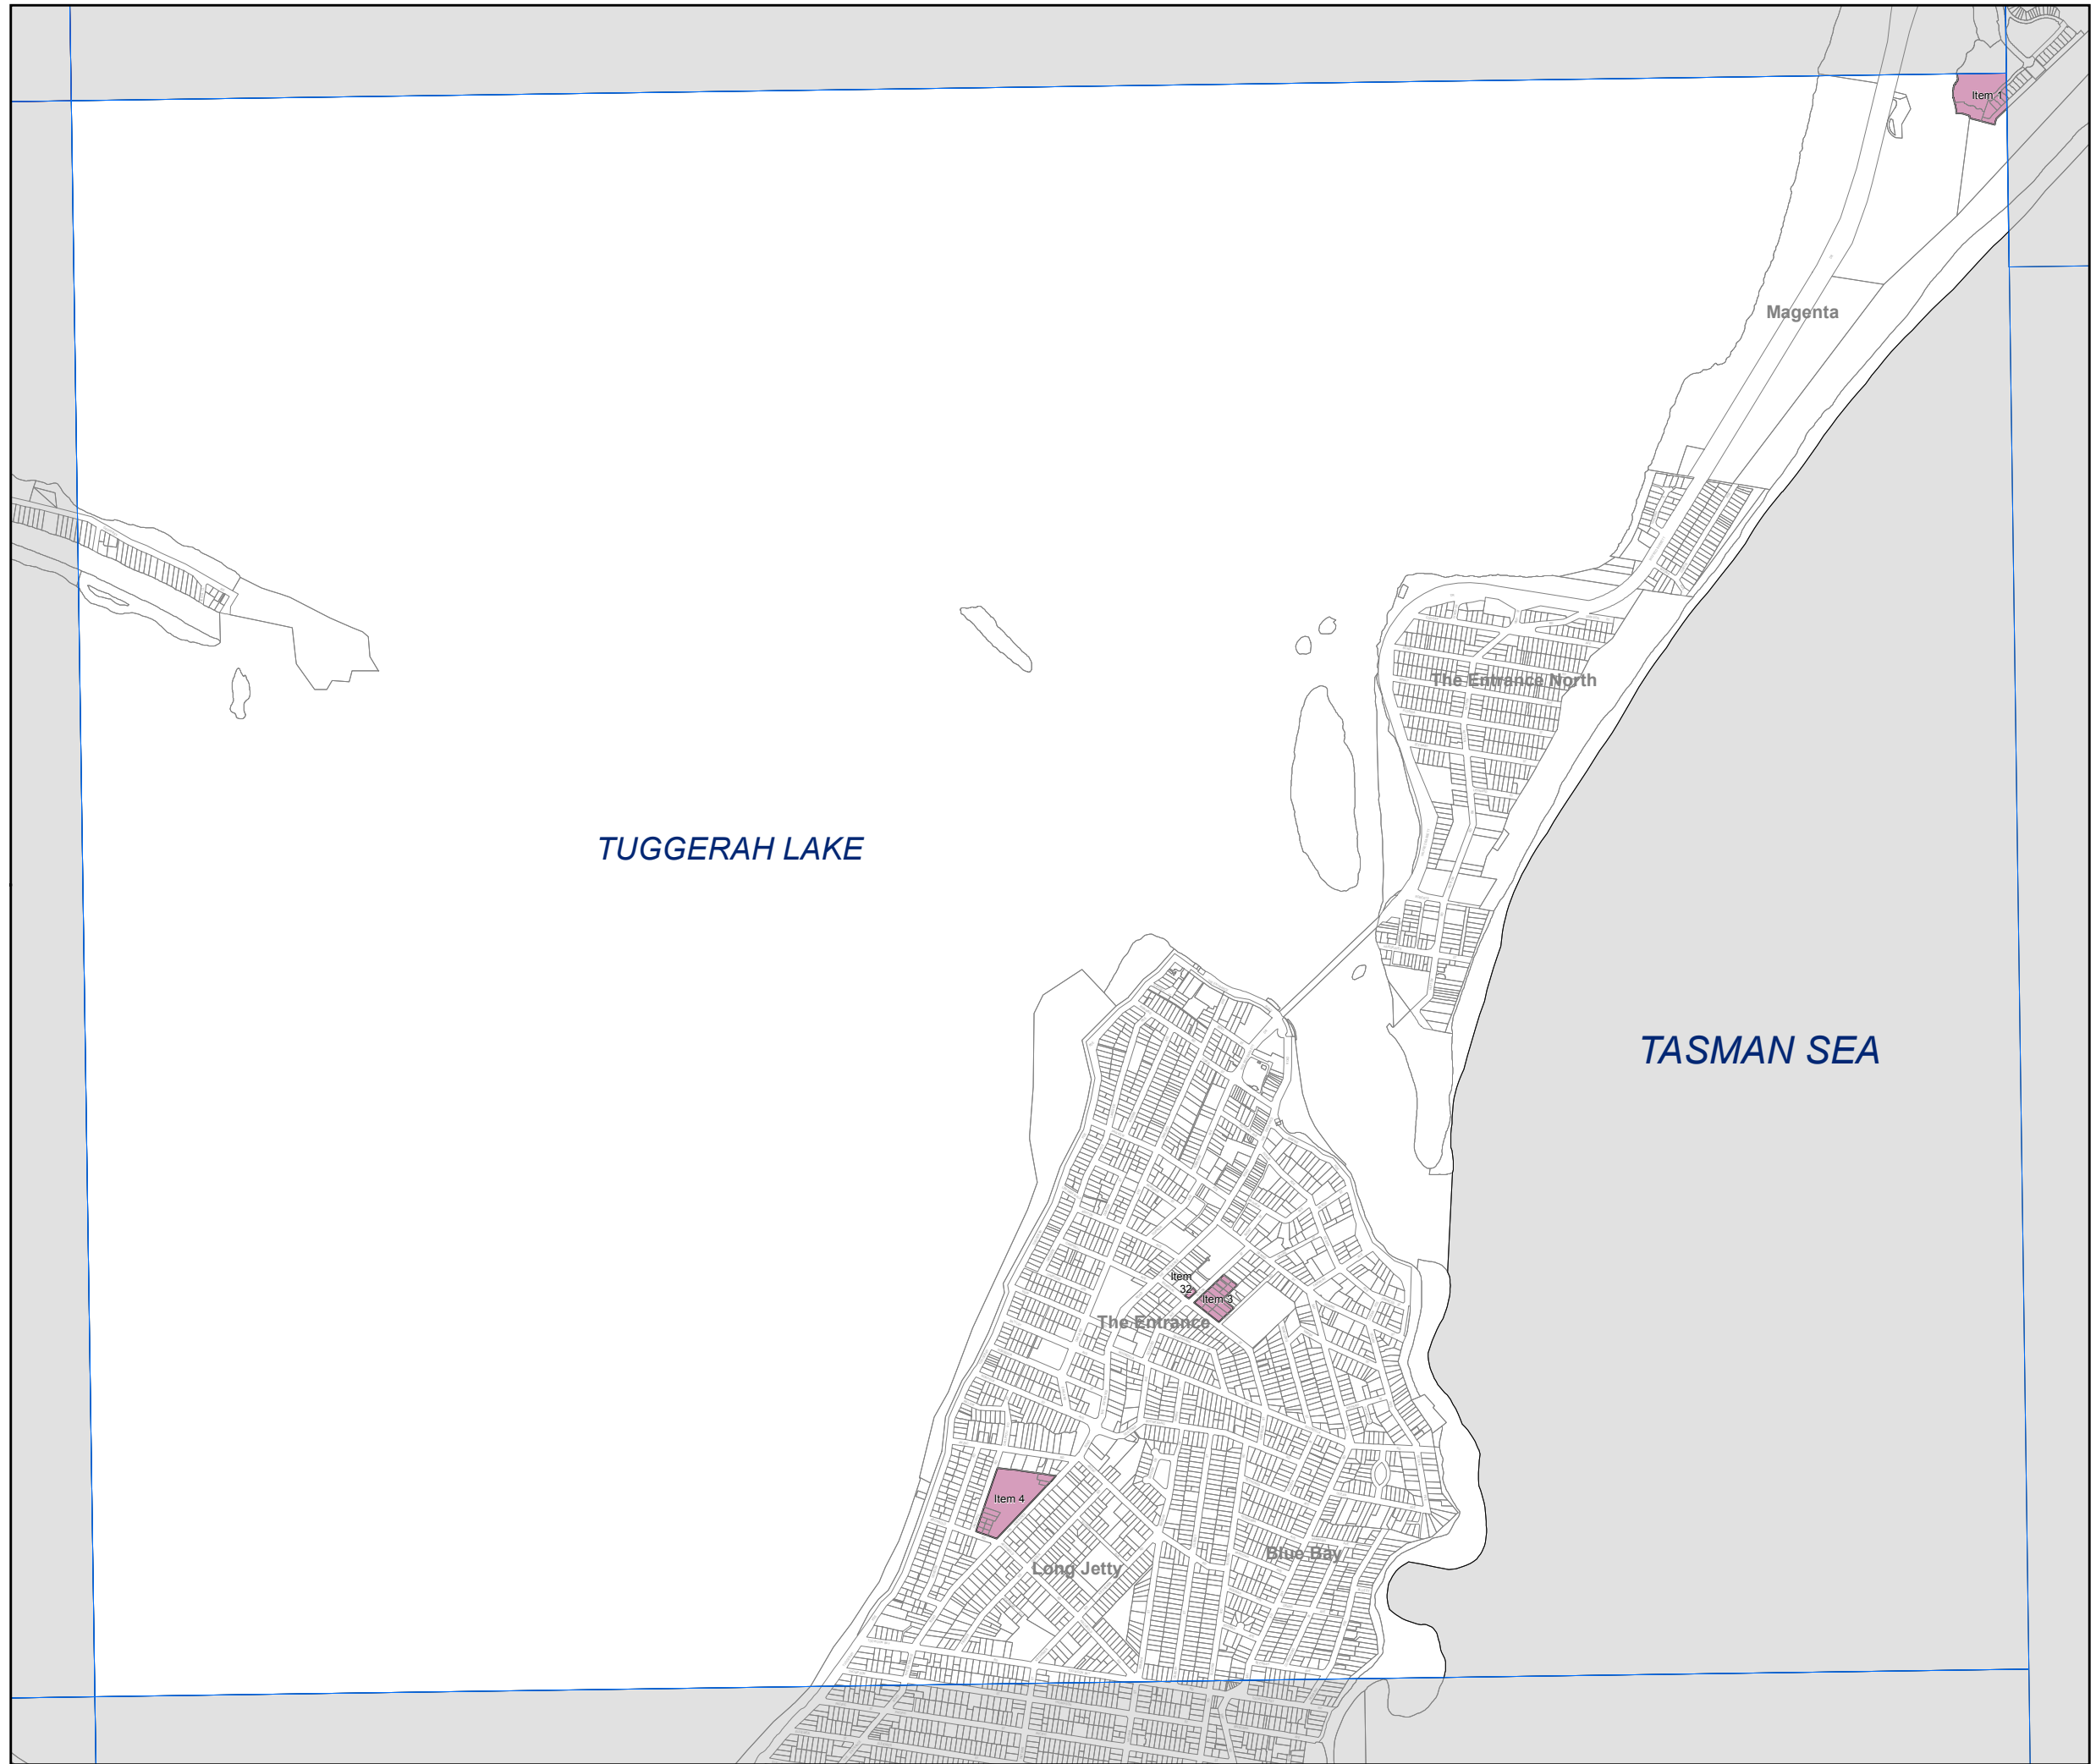 Item 1
Magenta
The Entrance North
TUGGERAH LAKE
TASMAN SEA
Item
32
Item 3
The Entrance
Item 4
Blue Bay
Long Jetty